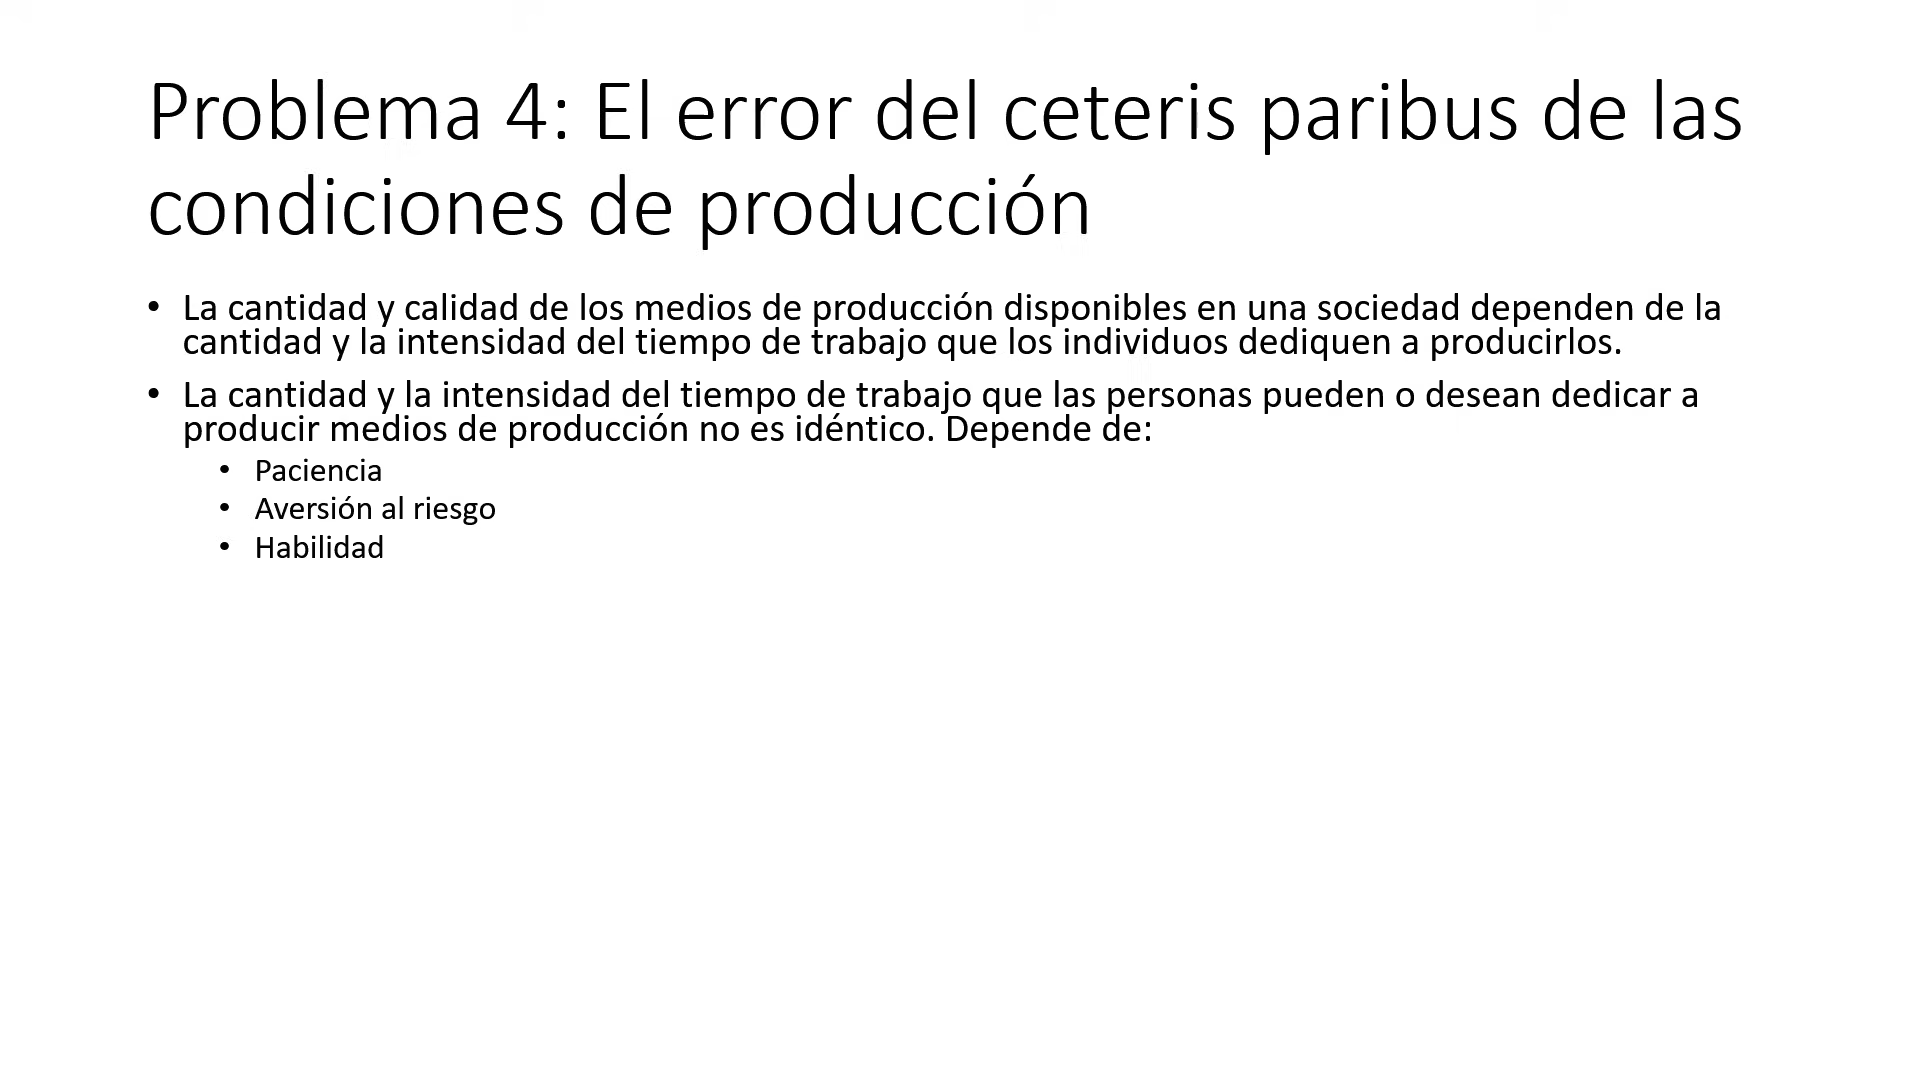 Problema 4: El error del ceteris paribus de las
condiciones de producción
• La cantidad y calidad de los medios de producción disponibles en una sociedad dependen de la
cantidad y la intensidad del tiempo de trabajo que los individuos dediquen a producirlos.
• La cantidad y la intensidad del tiempo de trabajo que las personas pueden o desean dedicar a
producir medios de producción no es idéntico. Depende de:
• Paciencia
• Aversión al riesgo
• Habilidad